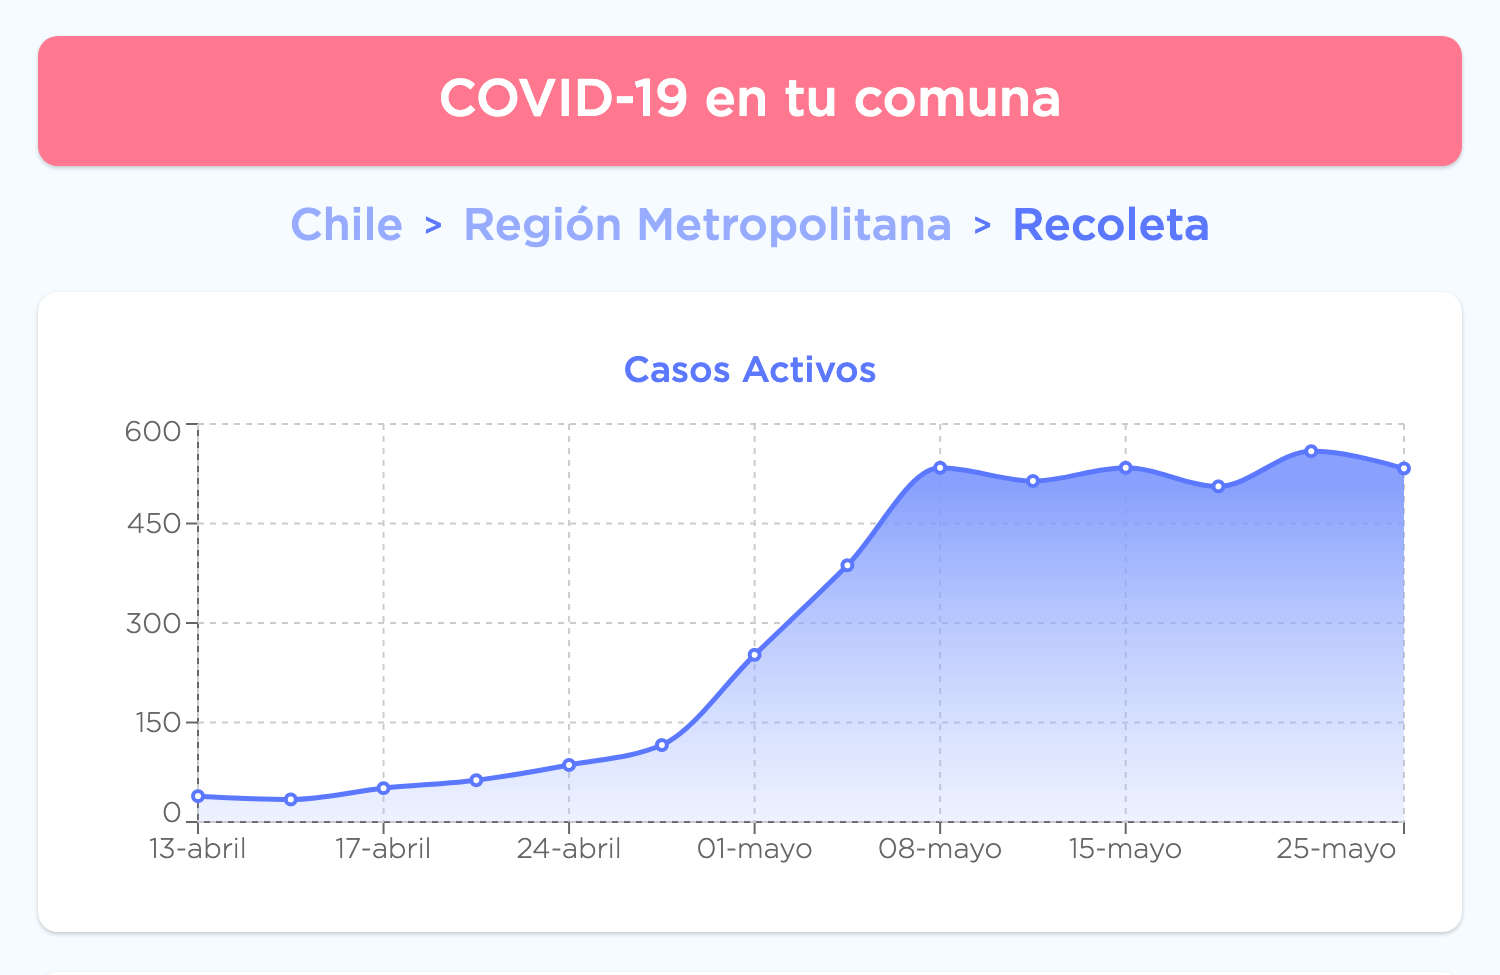 COVID-19 en tu comuna
Chile > Región Metropolitana > Recoleta
Casos Activos
600
450
300
150
0
13-abril 17-abril 24-abril 01-mayo 08-mayo 15-mayo 25-mayo